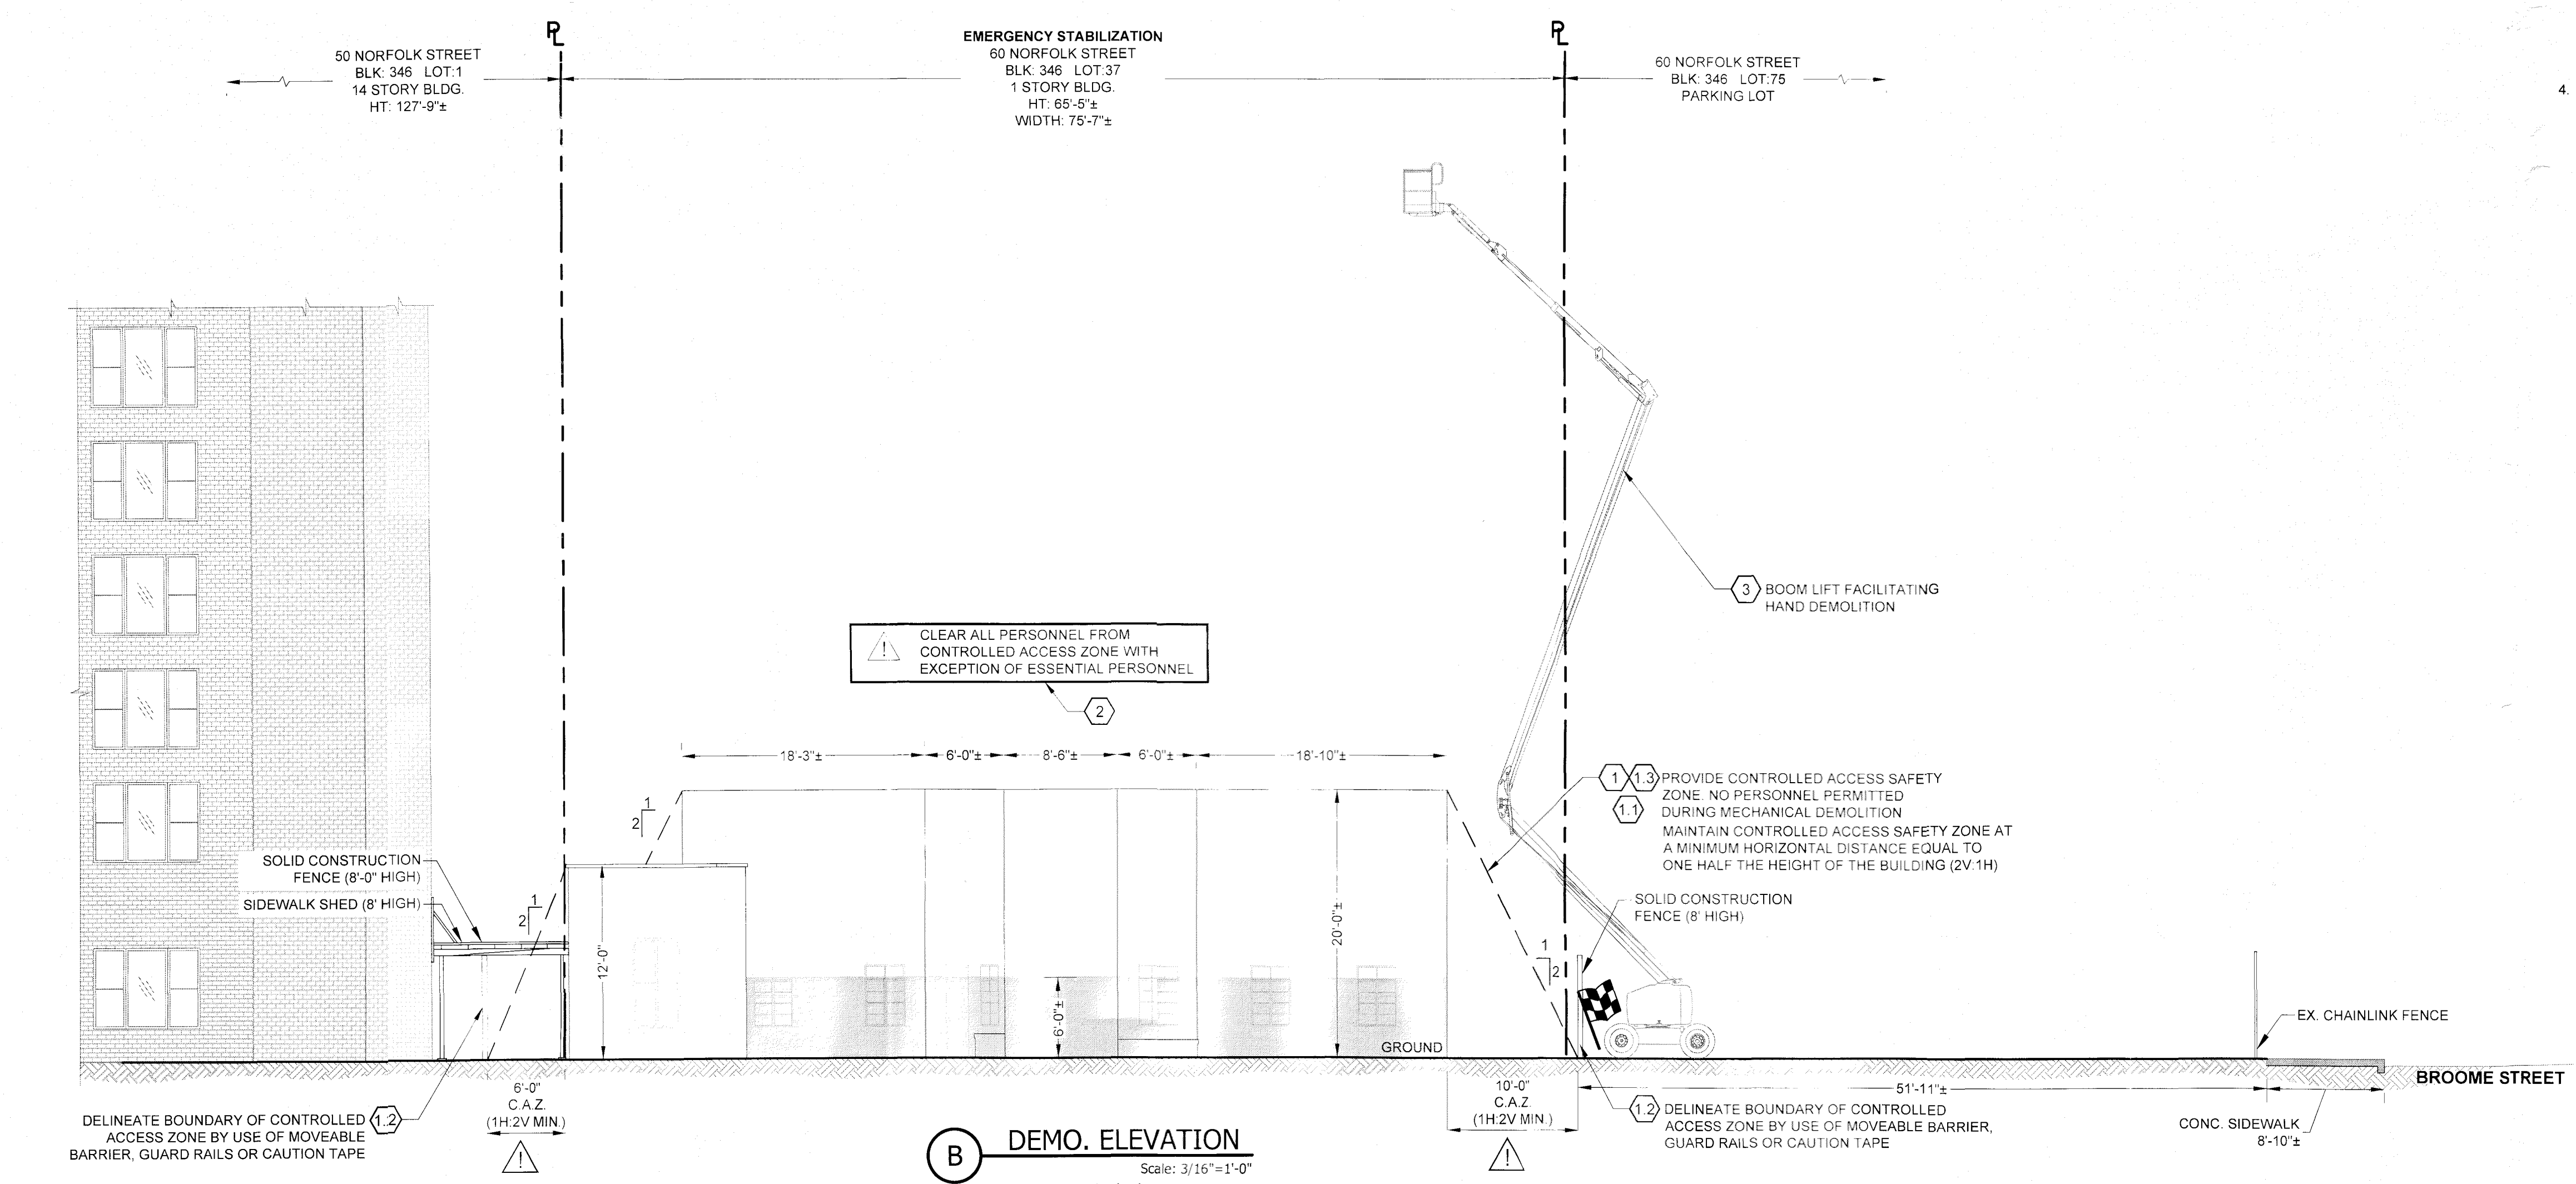 50 NORFOLK STREET
BLK: 346 LOT:1
14 STORY BLDG.
HT: 127'-9"±
PL
EMERGENCY STABILIZATION
60 NORFOLK STREET
BLK: 346 LOT:37
1 STORY BLDG.
HT: 65'-5"±
WIDTH: 75'-7"±
PL
60 NORFOLK STREET
BLK: 346 LOT:75
PARKING LOT
4.
3 BOOM LIFT FACILITATING
HAND DEMOLITION
! CLEAR ALL PERSONNEL FROM
CONTROLLED ACCESS ZONE WITH
EXCEPTION OF ESSENTIAL PERSONNEL
2
18'-3"± 6'-0"± 8'-6"± 6'-0"± 18'-10"±
1 1.3 PROVIDE CONTROLLED ACCESS SAFETY
ZONE. NO PERSONNEL PERMITTED
1.1 DURING MECHANICAL DEMOLITION
MAINTAIN CONTROLLED ACCESS SAFETY ZONE AT
A MINIMUM HORIZONTAL DISTANCE EQUAL TO
ONE HALF THE HEIGHT OF THE BUILDING (2V:1H)
1
2
SOLID CONSTRUCTION
FENCE (8'-0" HIGH)
SIDEWALK SHED (8' HIGH)
1
2
SOLID CONSTRUCTION
FENCE (8' HIGH)
12'-0"
20'-0"±
6'-0"±
1
2
GROUND
EX. CHAINLINK FENCE
BROOME STREET
6'-0"
C.A.Z.
(1H:2V MIN.)
!
10'-0"
C.A.Z.
(1H:2V MIN.)
!
51'-11"±
DELINEATE BOUNDARY OF CONTROLLED 1.2
ACCESS ZONE BY USE OF MOVEABLE
BARRIER, GUARD RAILS OR CAUTION TAPE
1.2 DELINEATE BOUNDARY OF CONTROLLED
ACCESS ZONE BY USE OF MOVEABLE BARRIER,
GUARD RAILS OR CAUTION TAPE
CONC. SIDEWALK
8'-10"±
B DEMO. ELEVATION
Scale: 3/16"=1'-0"